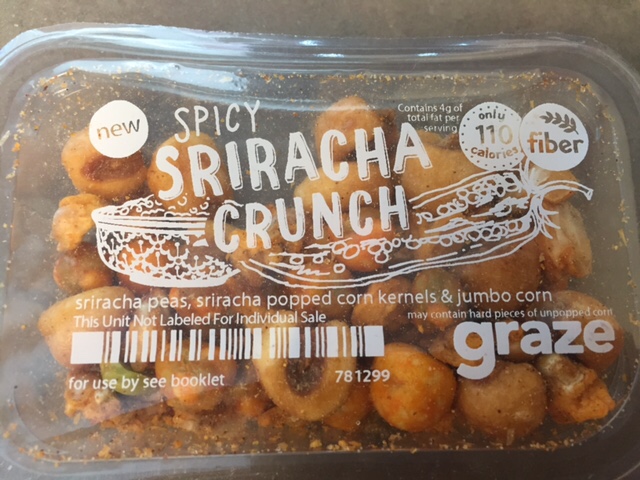 new
SPICY
SRIRACHA
CRUNCH
Contains 4g of
total fat per
serving
only
110
calories
fiber
sriracha peas, sriracha popped corn kernels & jumbo corn
This Unit Not Labeled For Individual Sale
may contain hard pieces of unpopped corn
graze
for use by see booklet
781299